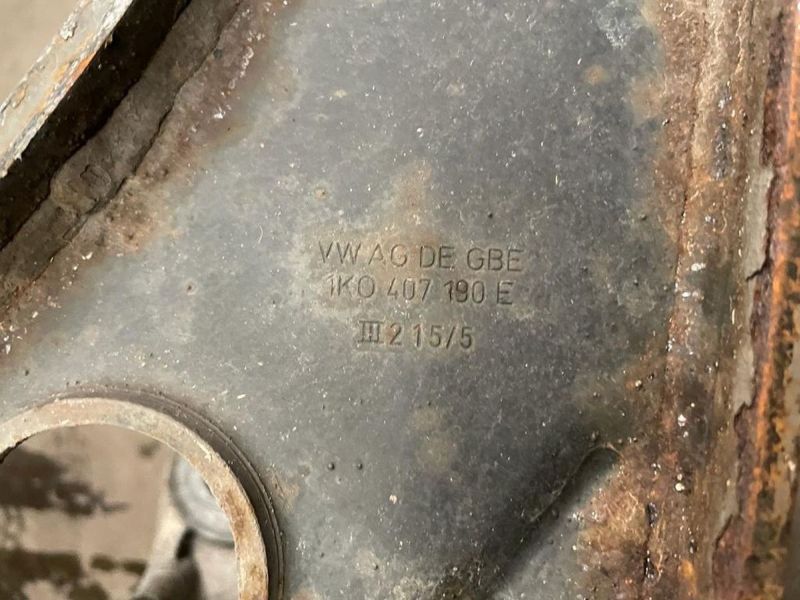 VW AG DE GBE
1K0 407 190 E
III 2 15/5